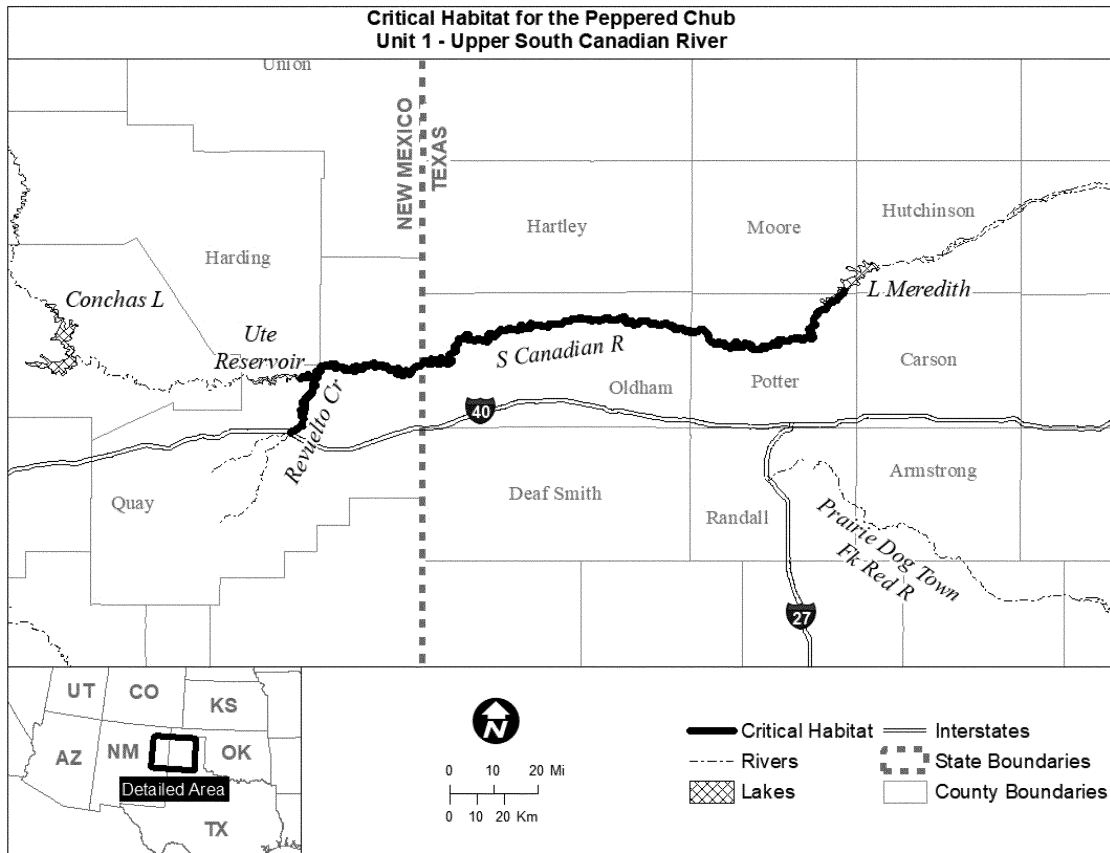 Critical Habitat for the Peppered Chub
Unit 1 - Upper South Canadian River
Union
NEW MEXICO
TEXAS
Hartley
Moore
Hutchinson
Harding
Conchas L
L Meredith
Ute
Reservoir
S Canadian R
Carson
Oldham
Potter
40
Revuelto Cr
Quay
Deaf Smith
Armstrong
Randall
Prairie Dog Town
Fk Red R
27
UT
CO
KS
AZ
NM
OK
Detailed Area
TX
N
0 10 20 Mi
0 10 20 Km
Critical Habitat
Interstates
Rivers
State Boundaries
Lakes
County Boundaries